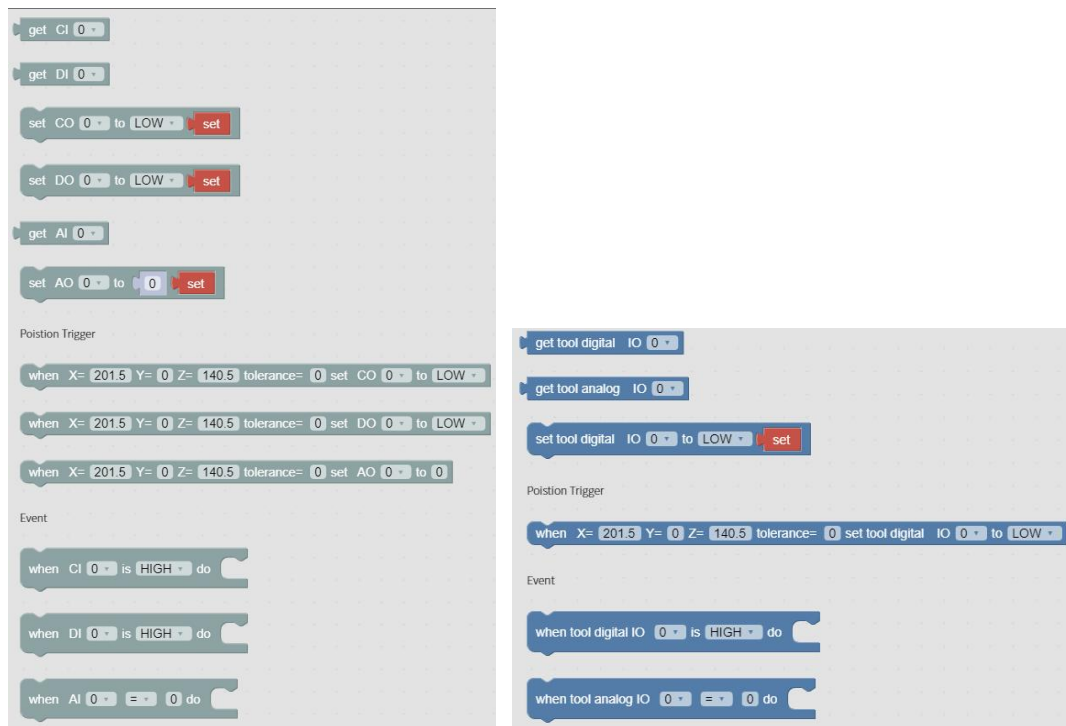 get CI 0
get DI 0
set CO 0 to LOW set
set DO 0 to LOW set
get AI 0
set AO 0 to 0 set
Poistion Trigger
when X= 201.5 Y= 0 Z= 140.5 tolerance= 0 set CO 0 to LOW
when X= 201.5 Y= 0 Z= 140.5 tolerance= 0 set DO 0 to LOW
when X= 201.5 Y= 0 Z= 140.5 tolerance= 0 set AO 0 to 0
Event
when CI 0 is HIGH do
when DI 0 is HIGH do
when AI 0 = 0 do
get tool digital IO 0
get tool analog IO 0
set tool digital IO 0 to LOW set
Poistion Trigger
when X= 201.5 Y= 0 Z= 140.5 tolerance= 0 set tool digital IO 0 to LOW
Event
when tool digital IO 0 is HIGH do
when tool analog IO 0 = 0 do